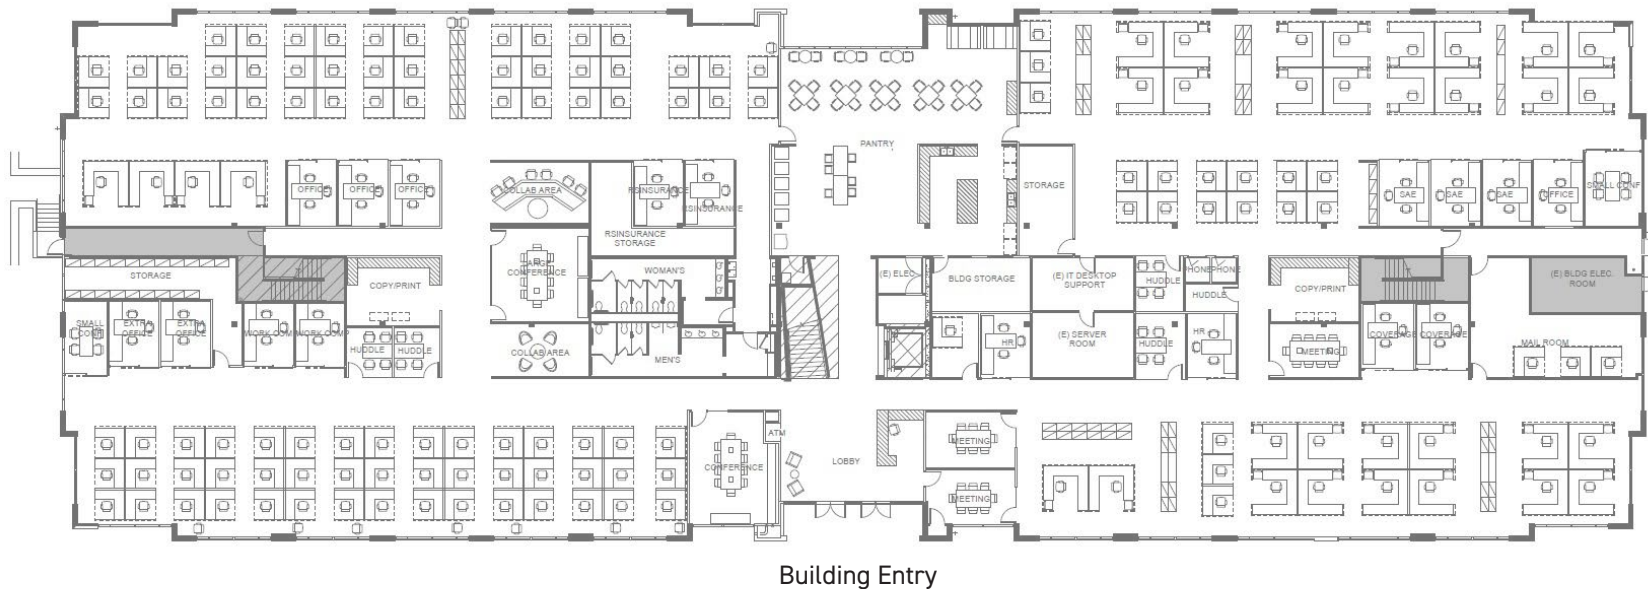 PANTRY
OFFICE
OFFICE
OFFICE
COLLAB AREA
RSINSURANCE
RSINSURANCE
RSINSURANCE
STORAGE
STORAGE
SAE
SAE
SAE
OFFICE
SMALL CONF
STORAGE
COPY/PRINT
LARGE
CONFERENCE
WOMAN'S
(E) ELEC.
BLDG STORAGE
(E) IT DESKTOP
SUPPORT
HUDDLE
PHONE
PHONE
HUDDLE
COPY/PRINT
(E) BLDG ELEC.
ROOM
SMALL
CONF
EXTRA
OFFICE
EXTRA
OFFICE
WORK COMP
WORK COMP
HUDDLE
HUDDLE
COLLAB AREA
MEN'S
HR
(E) SERVER
ROOM
HUDDLE
HR
MEETING
COVERAGE
COVERAGE
MAIL ROOM
ATM
CONFERENCE
LOBBY
MEETING
MEETING
Building Entry